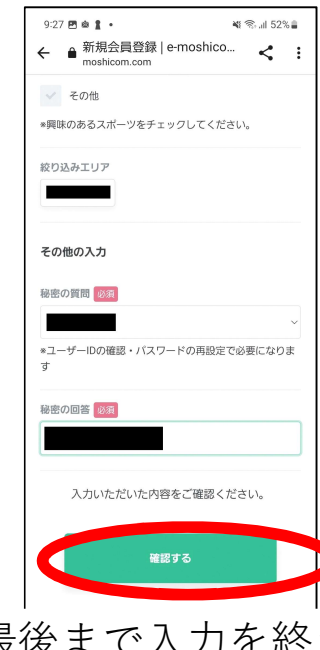 9:27 52%
新規会員登録 | e-moshico...
moshicom.com
その他
※興味のあるスポーツをチェックしてください。
絞り込みエリア
その他の入力
秘密の質問 必須
※ユーザーIDの確認・パスワードの再設定で必要になりま
す
秘密の回答 必須
入力いただいた内容をご確認ください。
確認する
最後まで入力を終